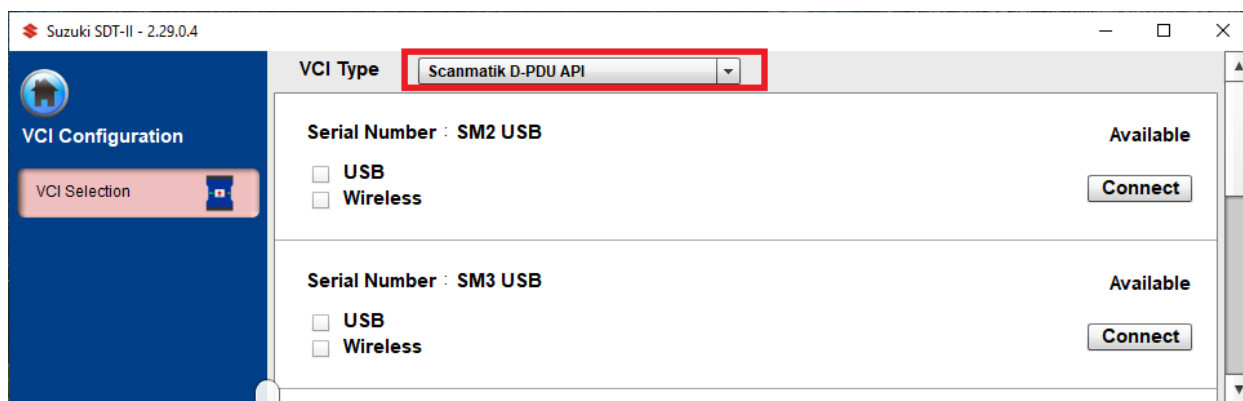 Suzuki SDT-II - 2.29.0.4
VCI Type Scanmatik D-PDU API
VCI Configuration
VCI Selection
Serial Number : SM2 USB Available
USB
Wireless
Connect
Serial Number : SM3 USB Available
USB
Wireless
Connect